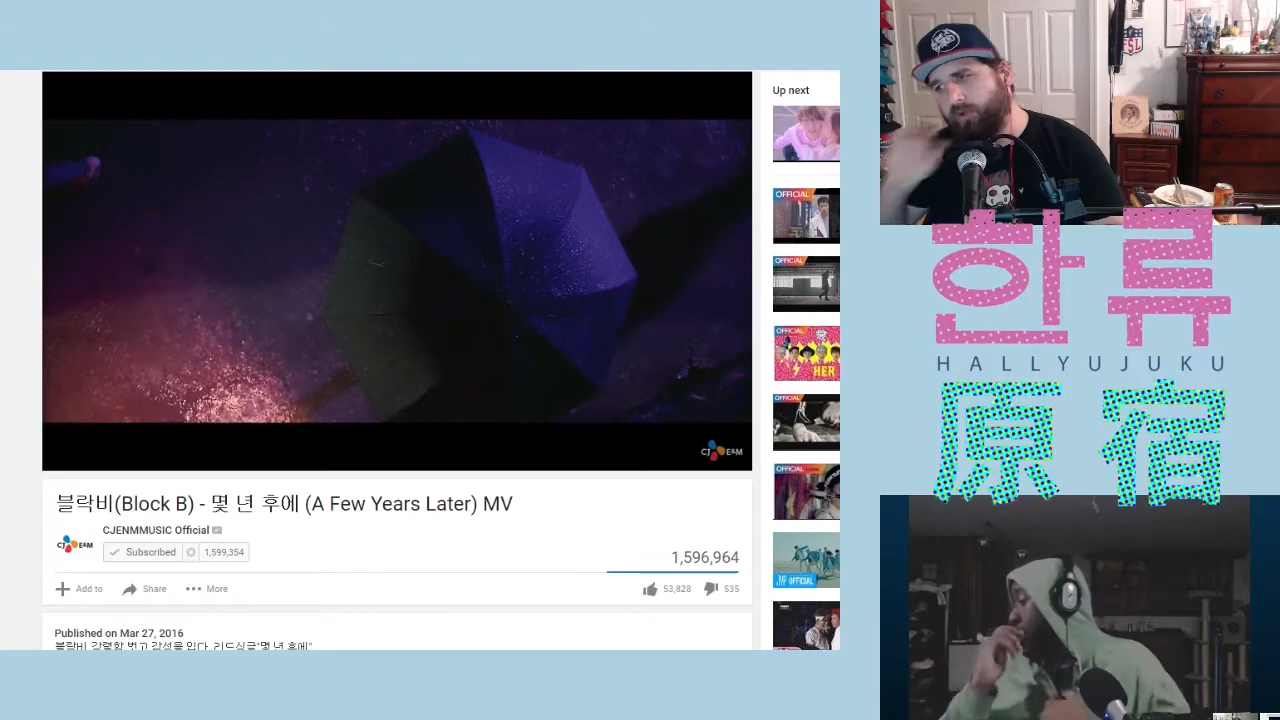 CJ E&M
Up next
OFFICIAL
OFFICIAL
OFFICIAL
HER
OFFICIAL
OFFICIAL
OFFICIAL
블락비(Block B) - 몇 년 후에 (A Few Years Later) MV
CJENMMUSIC Official
CJ E&M
Subscribed
1,599,354
1,596,964
Add to
Share
More
53,828
535
Published on Mar 27, 2016
한류
HALLYUJUKU
原宿